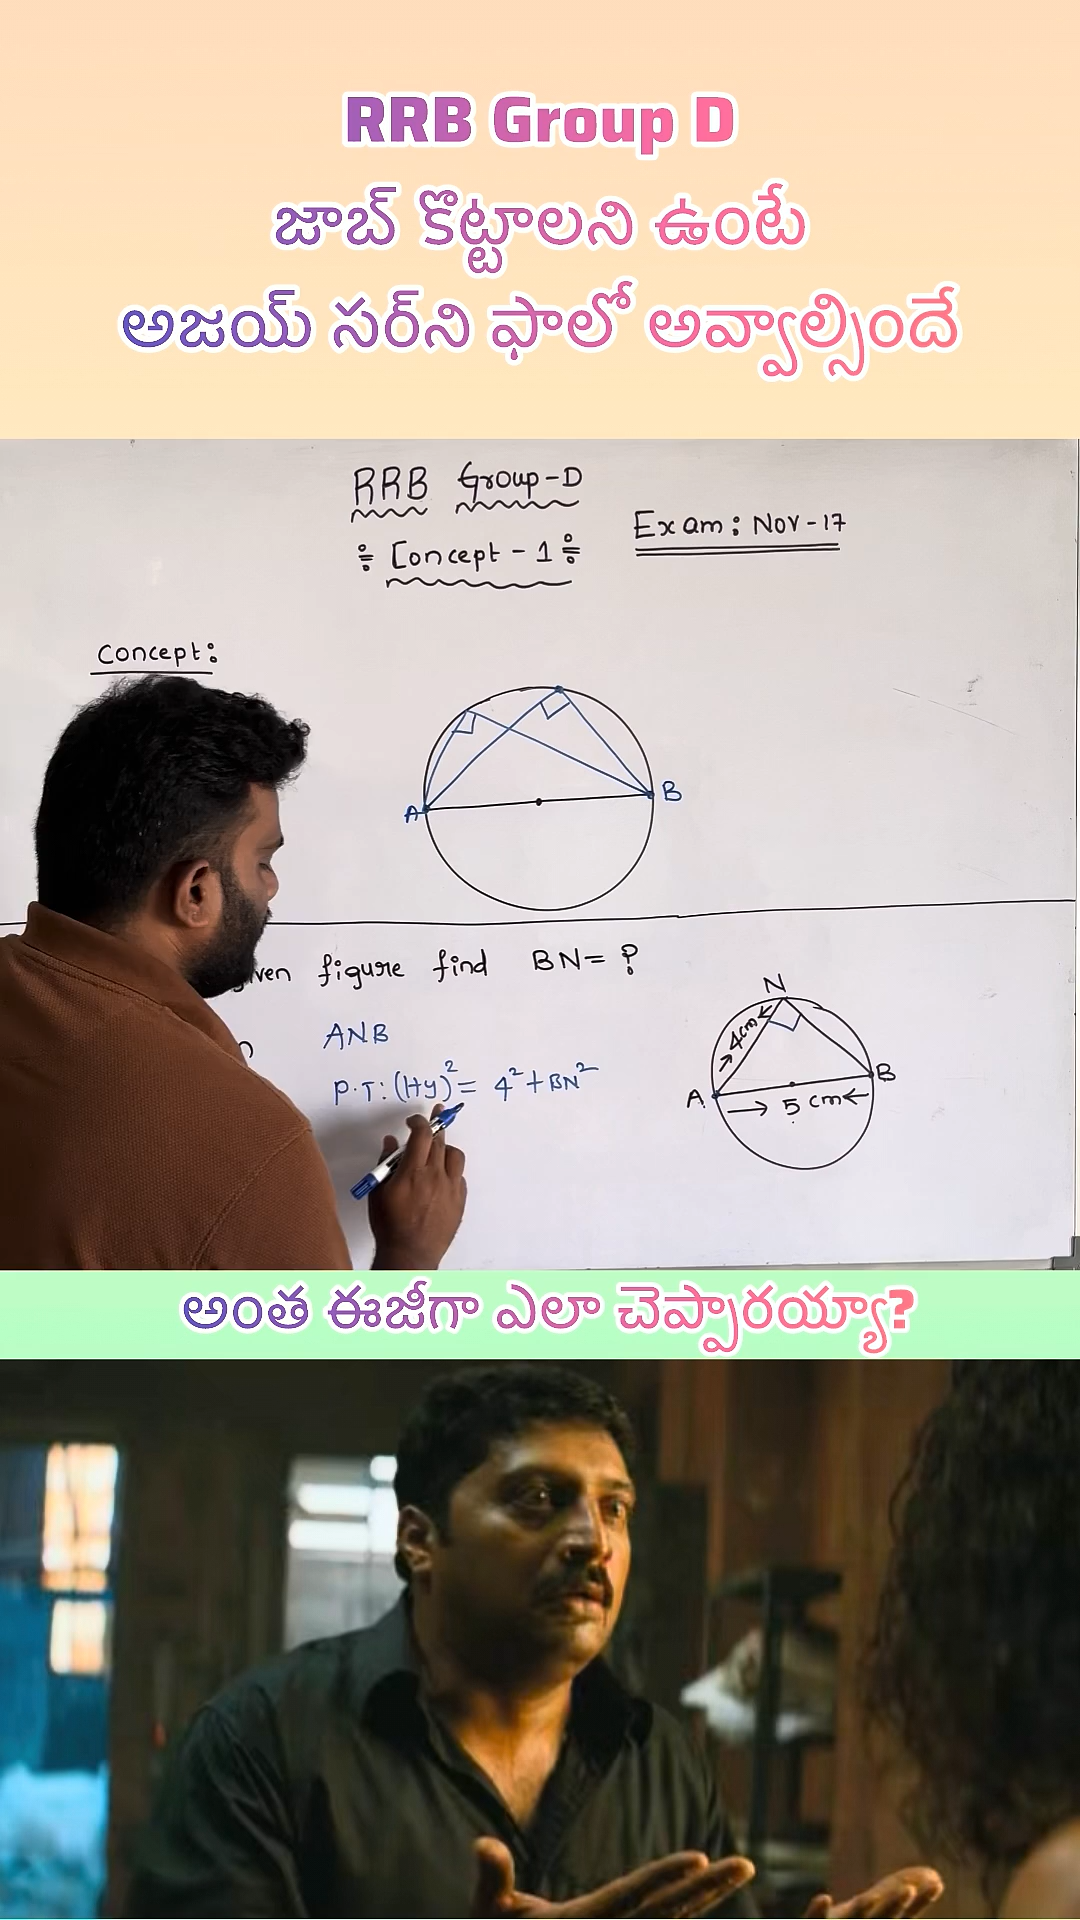 RRB Group D
జాబ్ కొట్టాలని ఉంటే
అజయ్ సర్‌ని ఫాలో అవ్వాల్సిందే
RRB Group-D
Concept-1
Exam: Nov-17
Concept:
A
B
figure find BN= ?
ANB
P.T: (Hy)²= 4²+BN²
N
4cm
A
B
5 cm
అంత ఈజీగా ఎలా చెప్పారయ్యా?